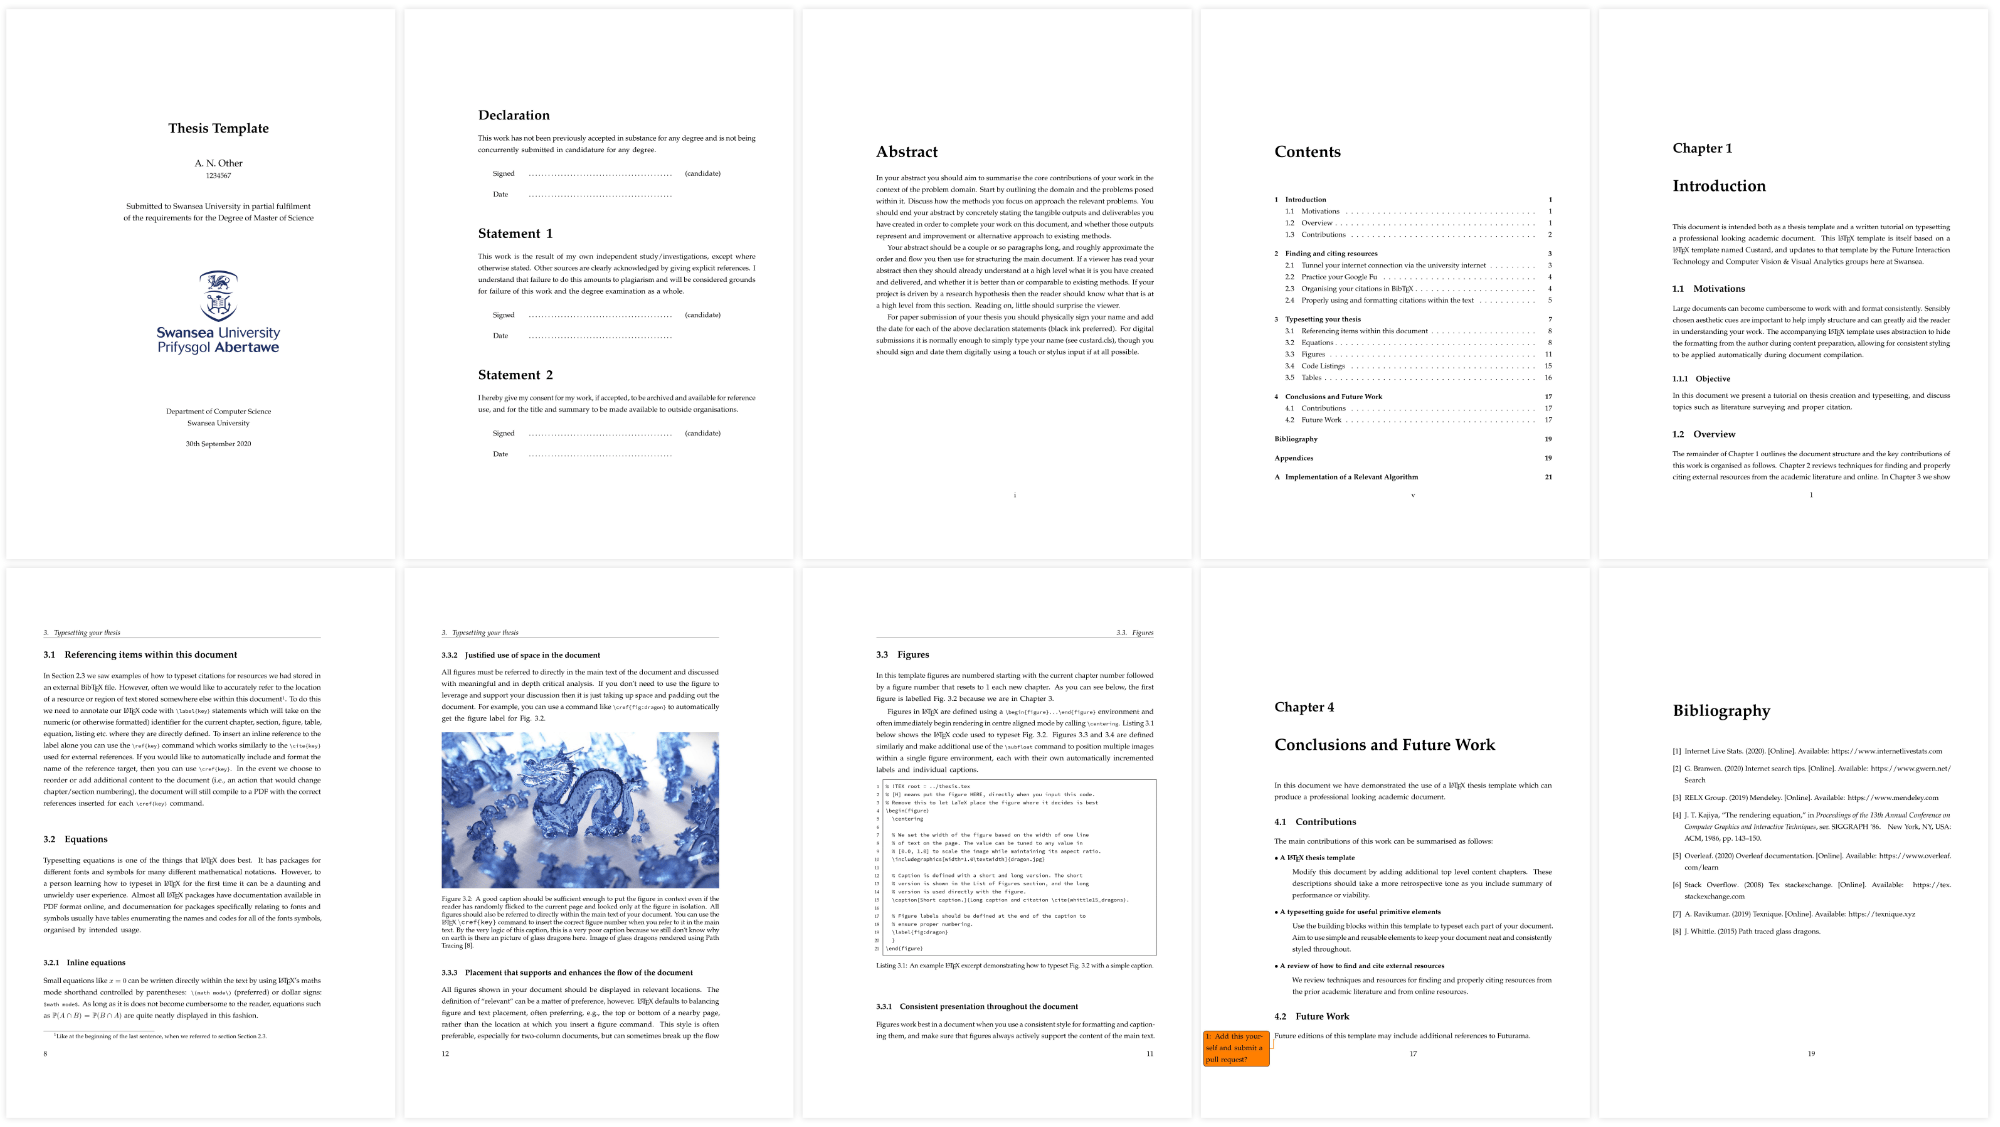 Thesis Template
A. N. Other
1234567
Submitted to Swansea University in partial fulfilment
of the requirements for the Degree of Master of Science
Swansea University
Prifysgol Abertawe
Department of Computer Science
Swansea University
30th September 2020
Declaration
This work has not been previously accepted in substance for any degree and is not being
concurrently submitted in candidature for any degree.
Signed ............................................ (candidate)
Date ............................................
Statement 1
This work is the result of my own independent study/investigations, except where
otherwise stated. Other sources are clearly acknowledged by giving explicit references. I
understand that failure to do this amounts to plagiarism and will be considered grounds
for failure of this work and the degree examination as a whole.
Signed ............................................ (candidate)
Date ............................................
Statement 2
I hereby give my consent for my work, if accepted, to be archived and available for reference
use, and for the title and summary to be made available to outside organisations.
Signed ............................................ (candidate)
Date ............................................
Abstract
In your abstract you should aim to summarise the core contributions of your work in the
context of the problem domain. Start by outlining the domain and the problems posed
within it. Discuss how the methods you focus on approach the relevant problems. You
should end your abstract by concretely stating the tangible outputs and deliverables you
have created in order to complete your work on this document, and whether those outputs
represent and improvement or alternative approach to existing methods.
Your abstract should be a couple or so paragraphs long, and roughly approximate the
order and flow you then use for structuring the main document. If a viewer has read your
abstract then they should already understand at a high level what it is you have created
and delivered, and whether it is better than or comparable to existing methods. If your
project is driven by a research hypothesis then the reader should know what that is at
a high level from this section. Reading on, little should surprise the viewer.
For paper submission of your thesis you should physically sign your name and add
the date for each of the above declaration statements (black ink preferred). For digital
submissions it is normally enough to simply type your name (see custard.cls), though you
should sign and date them digitally using a touch or stylus input if at all possible.
i
Contents
1 Introduction 1
1.1 Motivations 1
1.2 Overview 1
1.3 Contributions 2
2 Finding and citing resources 3
2.1 Tunnel your internet connection via the university internet 3
2.2 Practice your Google Fu 4
2.3 Organising your citations in BibTeX 4
2.4 Properly using and formatting citations within the text 5
3 Typesetting your thesis 7
3.1 Referencing items within this document 8
3.2 Equations 8
3.3 Figures 11
3.4 Code Listings 15
3.5 Tables 16
4 Conclusions and Future Work 17
4.1 Contributions 17
4.2 Future Work 17
Bibliography 19
Appendices 19
A Implementation of a Relevant Algorithm 21
v
Chapter 1
Introduction
This document is intended both as a thesis template and a written tutorial on typesetting
a professional looking academic document. This LaTeX template is itself based on a
LaTeX template named Custard, and updates to that template by the Future Interaction
Technology and Computer Vision & Visual Analytics groups here at Swansea.
1.1 Motivations
Large documents can become cumbersome to work with and format consistently. Sensibly
chosen aesthetic cues are important to help imply structure and can greatly aid the reader
in understanding your work. The accompanying LaTeX template uses abstraction to hide
the formatting from the author during content preparation, allowing for consistent styling
to be applied automatically during document compilation.
1.1.1 Objective
In this document we present a tutorial on thesis creation and typesetting, and discuss
topics such as literature surveying and proper citation.
1.2 Overview
The remainder of Chapter 1 outlines the document structure and the key contributions of
this work is organised as follows. Chapter 2 reviews techniques for finding and properly
citing external resources from the academic literature and online. In Chapter 3 we show
1
3. Typesetting your thesis
3.1 Referencing items within this document
In Section 2.3 we saw examples of how to typeset citations for resources we had stored in
an external BibTeX file. However, often we would like to accurately refer to the location
of a resource or region of text stored somewhere else within this document¹. To do this
we need to annotate our LaTeX code with \label{key} statements which will take on the
numeric (or otherwise formatted) identifier for the current chapter, section, figure, table,
equation, listing etc. where they are directly defined. To insert an inline reference to the
label alone you can use the \ref{key} command which works similarly to the \cite{key}
used for external references. If you would like to automatically include and format the
name of the reference target, then you can use \cref{key}. In the event we choose to
reorder or add additional content to the document (i.e., an action that would change
chapter/section numbering), the document will still compile to a PDF with the correct
references inserted for each \cref{key} command.
3.2 Equations
Typesetting equations is one of the things that LaTeX does best. It has packages for
different fonts and symbols for many different mathematical notations. However, to
a person learning how to typeset in LaTeX for the first time it can be a daunting and
unwieldy user experience. Almost all LaTeX packages have documentation available in
PDF format online, and documentation for packages specifically relating to fonts and
symbols usually have tables enumerating the names and codes for all of the fonts symbols,
organised by intended usage.
3.2.1 Inline equations
Small equations like x = 0 can be written directly within the text by using LaTeX's maths
mode shorthand controlled by parentheses: \(math mode\) (preferred) or dollar signs:
$math mode$. As long as it is does not become cumbersome to the reader, equations such
as ℙ(A ∩ B) = ℙ(B ∩ A) are quite neatly displayed in this fashion.
¹Like at the beginning of the last sentence, when we referred to section Section 2.3.
8
3. Typesetting your thesis
3.3.2 Justified use of space in the document
All figures must be referred to directly in the main text of the document and discussed
with meaningful and in depth critical analysis. If you don't need to use the figure to
leverage and support your discussion then it is just taking up space and padding out the
document. For example, you can use a command like \cref{fig:dragon} to automatically
get the figure label for Fig. 3.2.
Figure 3.2: A good caption should be sufficient enough to put the figure in context even if the
reader has randomly flicked to the current page and looked only at the figure in isolation. All
figures should also be referred to directly within the main text of your document. You can use the
LaTeX \cref{key} command to insert the correct figure number when you refer to it in the main
text. By the very logic of this caption, this is a very poor caption because we still don't know why
on earth there is an picture of glass dragons here. Image of glass dragons rendered using Path
Tracing [8].
3.3.3 Placement that supports and enhances the flow of the document
All figures shown in your document should be displayed in relevant locations. The
definition of "relevant" can be a matter of preference, however. LaTeX defaults to balancing
figure and text placement, often preferring, e.g., the top or bottom of a nearby page,
rather than the location at which you insert a figure command. This style is often
preferable, especially for two-column documents, but can sometimes break up the flow
12
3.3. Figures
3.3 Figures
In this template figures are numbered starting with the current chapter number followed
by a figure number that resets to 1 each new chapter. As you can see below, the first
figure is labelled Fig. 3.2 because we are in Chapter 3.
Figures in LaTeX are defined using a \begin{figure}...\end{figure} environment and
often immediately begin rendering in centre aligned mode by calling \centering. Listing 3.1
below shows the LaTeX code used to typeset Fig. 3.2. Figures 3.3 and 3.4 are defined
similarly and make additional use of the \subfloat command to position multiple images
within a single figure environment, each with their own automatically incremented
labels and individual captions.
1 % !TEX root = ../thesis.tex
2 % [H] means put the figure HERE, directly when you input this code.
3 % Remove this to let LaTeX place the figure where it decides is best
4 \begin{figure}
5 \centering
6
7 % We set the width of the figure based on the width of one line
8 % of text on the page. The value can be tuned to any value in
9 % [0.0, 1.0] to scale the image while maintaining its aspect ratio.
10 \includegraphics[width=1.0\textwidth]{dragon.jpg}
11
12 % Caption is defined with a short and long version. The short
13 % version is shown in the List of Figures section, and the long
14 % version is used directly with the figure.
15 \caption[Short caption.]{long caption and citation \cite{whittle15_dragons}.
16
17 % Figure labels should be defined at the end of the caption to
18 % ensure proper numbering.
19 \label{fig:dragon}
20 }
21 \end{figure}
Listing 3.1: An example LaTeX excerpt demonstrating how to typeset Fig. 3.2 with a simple caption.
3.3.1 Consistent presentation throughout the document
Figures work best in a document when you use a consistent style for formatting and caption-
ing them, and make sure that figures always actively support the content of the main text.
11
Chapter 4
Conclusions and Future Work
In this document we have demonstrated the use of a LaTeX thesis template which can
produce a professional looking academic document.
4.1 Contributions
The main contributions of this work can be summarised as follows:
• A LaTeX thesis template
Modify this document by adding additional top level content chapters. These
descriptions should take a more retrospective tone as you include summary of
performance or viability.
• A typesetting guide for useful primitive elements
Use the building blocks within this template to typeset each part of your document.
Aim to use simple and reusable elements to keep your document neat and consistently
styled throughout.
• A review of how to find and cite external resources
We review techniques and resources for finding and properly citing resources from
the prior academic literature and from online resources.
4.2 Future Work
Future editions of this template may include additional references to Futurama.
1: Add this your-
self and submit a
poll request?
17
Bibliography
[1] Internet Live Stats. (2020). [Online]. Available: https://www.internetlivestats.com
[2] G. Branwen. (2020) Internet search tips. [Online]. Available: https://www.gwern.net/
Search
[3] RELX Group. (2019) Mendeley. [Online]. Available: https://www.mendeley.com
[4] J. T. Kajiya, "The rendering equation," in Proceedings of the 13th Annual Conference on
Computer Graphics and Interactive Techniques, ser. SIGGRAPH '86. New York, NY, USA:
ACM, 1986, pp. 143–150.
[5] Overleaf. (2020) Overleaf documentation. [Online]. Available: https://www.overleaf.
com/learn
[6] Stack Overflow. (2008) Tex stackexchange. [Online]. Available: https://tex.
stackexchange.com
[7] A. Ravikumar. (2019) Texnique. [Online]. Available: https://texnique.xyz
[8] J. Whittle. (2015) Path traced glass dragons.
19